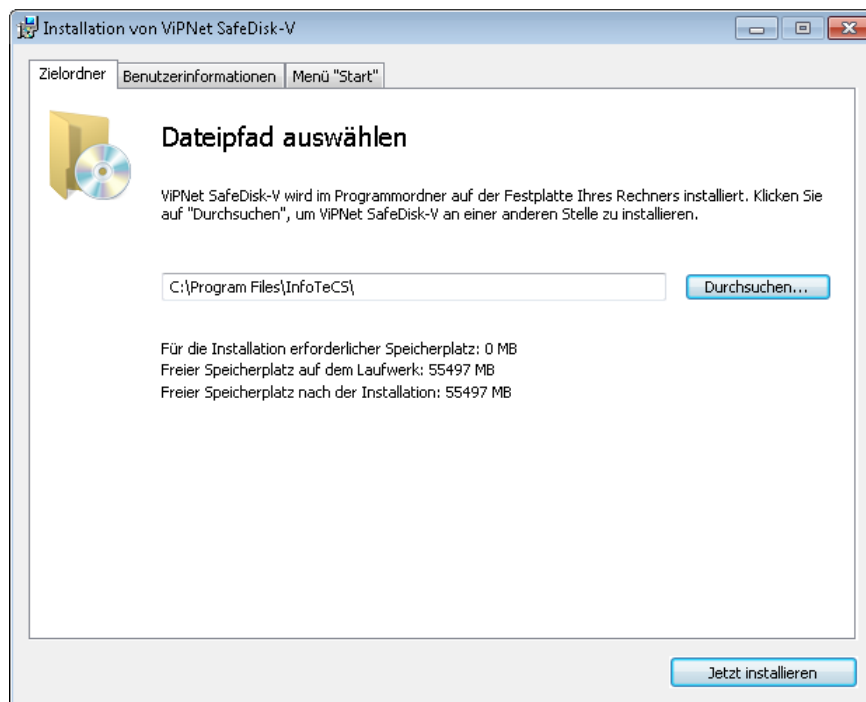 Installation von ViPNet SafeDisk-V
Zielordner
Benutzerinformationen
Menü "Start"
Dateipfad auswählen
ViPNet SafeDisk-V wird im Programmordner auf der Festplatte Ihres Rechners installiert. Klicken Sie
auf "Durchsuchen", um ViPNet SafeDisk-V an einer anderen Stelle zu installieren.
C:\Program Files\InfoTeCS\
Durchsuchen...
Für die Installation erforderlicher Speicherplatz: 0 MB
Freier Speicherplatz auf dem Laufwerk: 55497 MB
Freier Speicherplatz nach der Installation: 55497 MB
Jetzt installieren